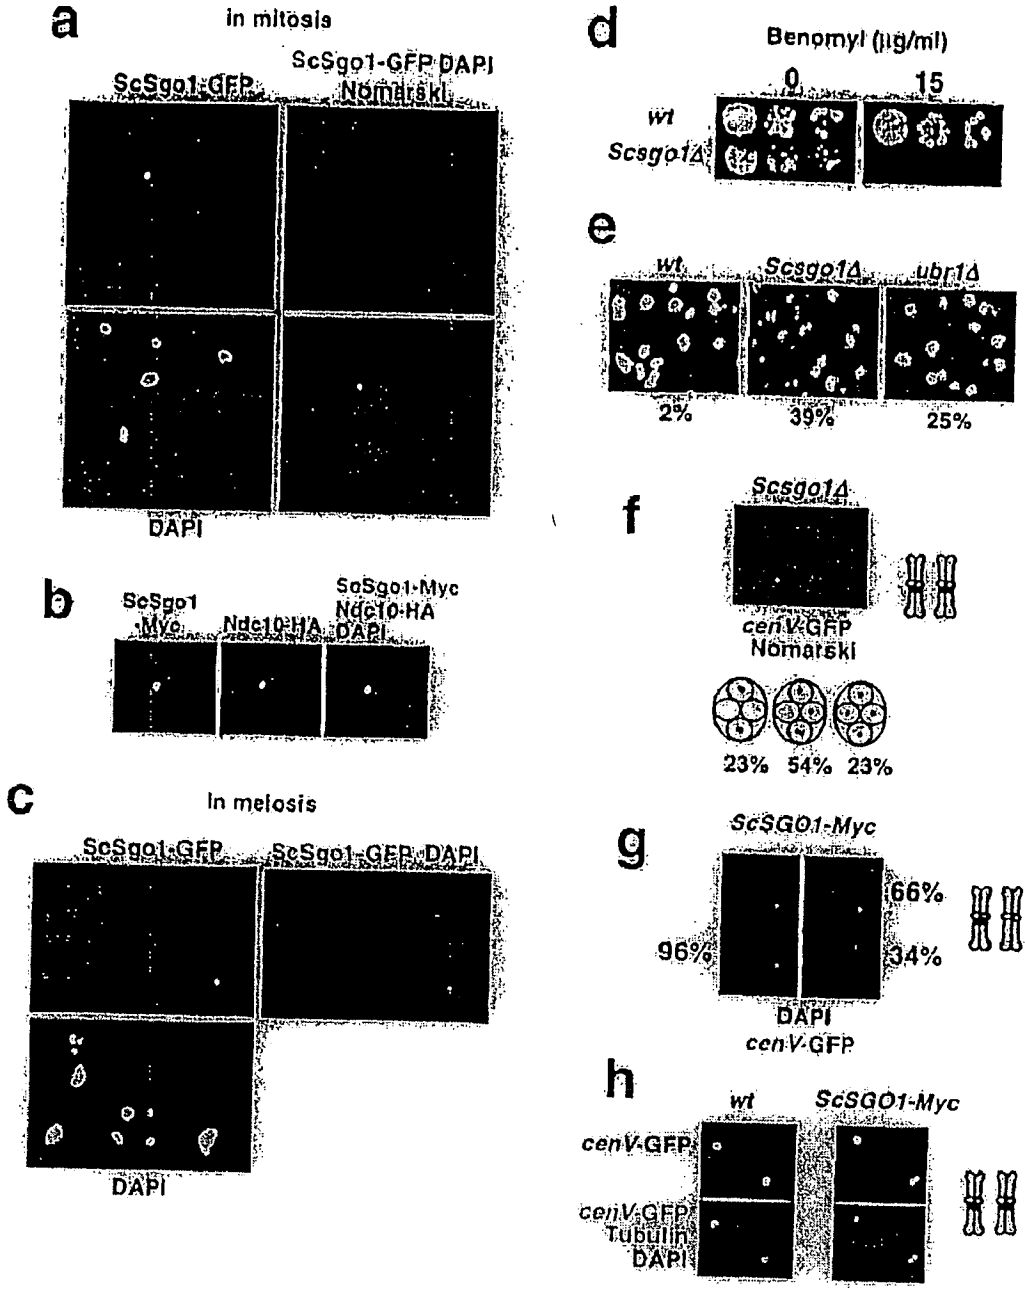 a
in mitosis
ScSgo1-GFP
ScSgo1-GFP DAPI
Nomarski
DAPI
b
ScSgo1
-Myc
Ndc10-HA
ScSgo1-Myc
Ndc10-HA
DAPI
c
in meiosis
ScSgo1-GFP
ScSgo1-GFP DAPI
DAPI
d
Benomyl (µg/ml)
0 15
wt
Scsgo1Δ
e
wt Scsgo1Δ ubr1Δ
2% 39% 25%
f
Scsgo1Δ
cenV-GFP
Nomarski
23% 54% 23%
g
ScSGO1-Myc
66%
96% 34%
DAPI
cenV-GFP
h
wt ScSGO1-Myc
cenV-GFP
cenV-GFP
Tubulin
DAPI